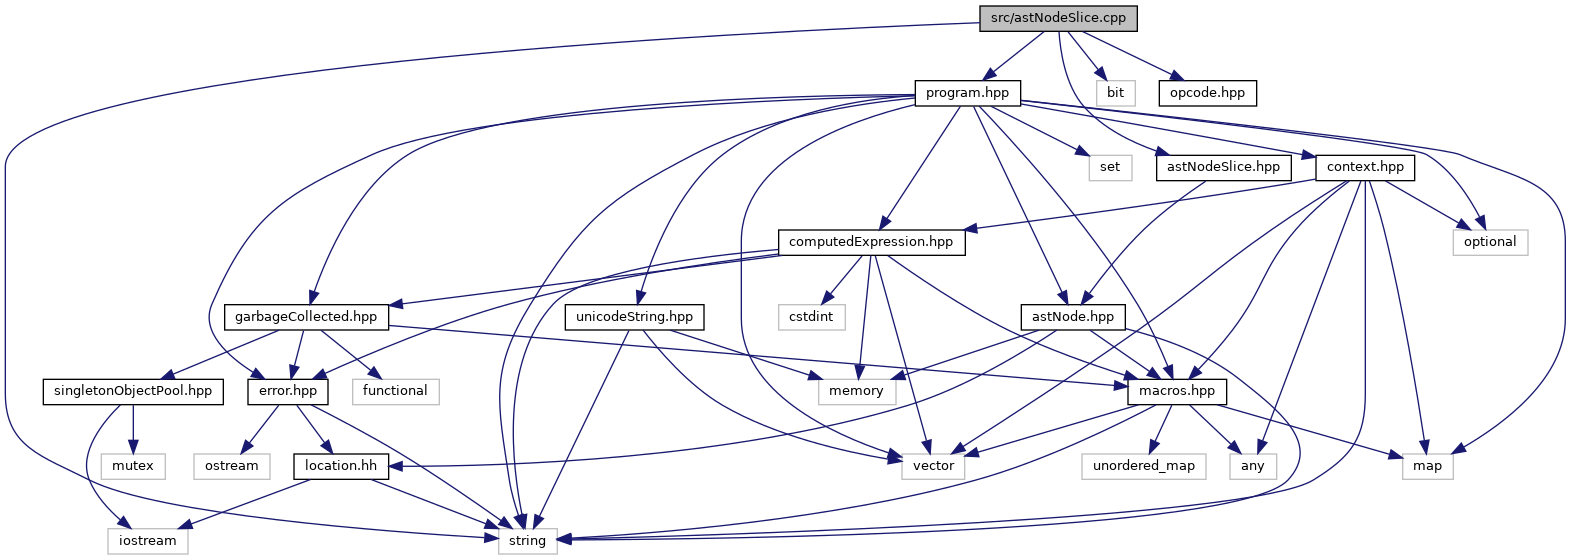 src/astNodeSlice.cpp
program.hpp
bit
opcode.hpp
set
astNodeSlice.hpp
context.hpp
computedExpression.hpp
optional
garbageCollected.hpp
unicodeString.hpp
cstdint
astNode.hpp
singletonObjectPool.hpp
error.hpp
functional
memory
macros.hpp
mutex
ostream
location.hh
vector
unordered_map
any
map
iostream
string